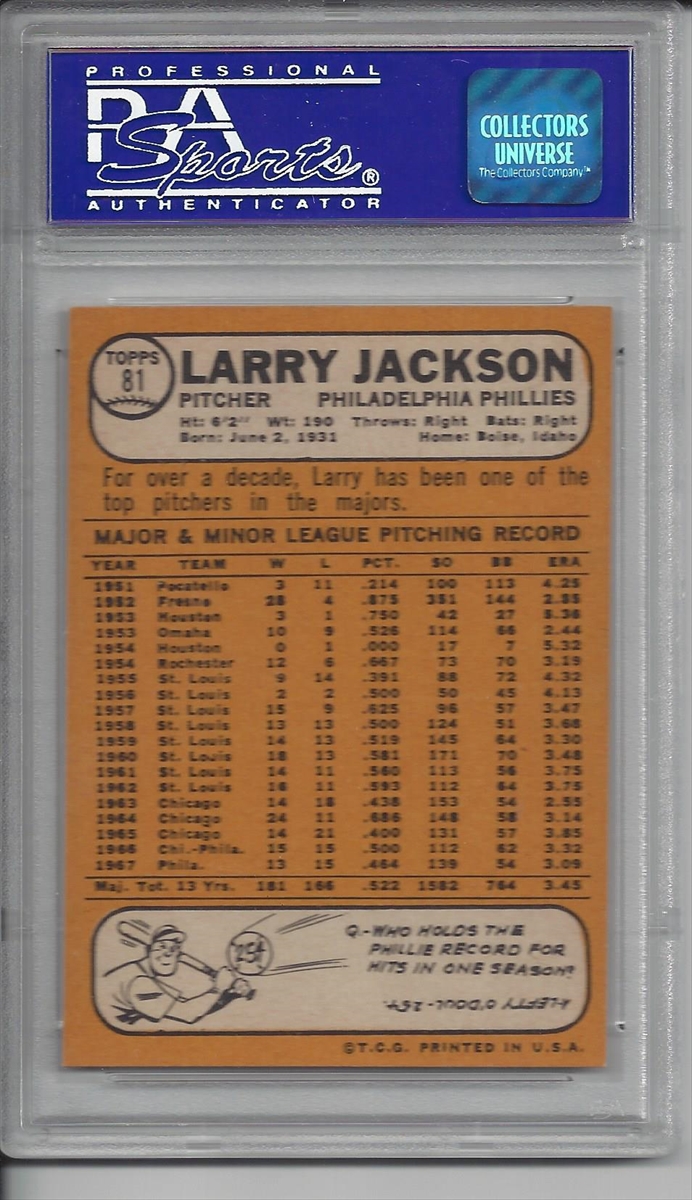 PROFESSIONAL
PSA
Sports®
AUTHENTICATOR
COLLECTORS
UNIVERSE
The Collectors Company™
TOPPS
81
LARRY JACKSON
PITCHER PHILADELPHIA PHILLIES
Ht: 6'2" Wt: 190 Throws: Right Bats: Right
Born: June 2, 1931 Home: Boise, Idaho
For over a decade, Larry has been one of the
top pitchers in the majors.
MAJOR & MINOR LEAGUE PITCHING RECORD
YEAR TEAM W L PCT. SO BB ERA
1951 Pocatello 3 11 .214 100 113 4.25
1952 Fresno 28 4 .875 351 144 2.85
1953 Houston 3 1 .750 42 27 5.36
1953 Omaha 10 9 .526 114 66 2.44
1954 Houston 0 1 .000 17 7 5.32
1954 Rochester 12 6 .667 73 70 3.19
1955 St. Louis 9 14 .391 88 72 4.32
1956 St. Louis 2 2 .500 50 45 4.13
1957 St. Louis 15 9 .625 96 57 3.47
1958 St. Louis 13 13 .500 124 51 3.68
1959 St. Louis 14 13 .519 145 64 3.30
1960 St. Louis 18 13 .581 171 70 3.48
1961 St. Louis 14 11 .560 113 56 3.75
1962 St. Louis 16 11 .593 112 64 3.75
1963 Chicago 14 18 .438 153 54 2.55
1964 Chicago 24 11 .686 148 58 3.14
1965 Chicago 14 21 .400 131 57 3.85
1966 Chi.-Phila. 15 15 .500 112 62 3.32
1967 Phila. 13 15 .464 139 54 3.09
Maj. Tot. 13 Yrs. 181 166 .522 1582 764 3.45
254
Q.-WHO HOLDS THE
PHILLIE RECORD FOR
HITS IN ONE SEASON?
A-LEFTY O'DOUL - 254.
©T.C.G. PRINTED IN U.S.A.